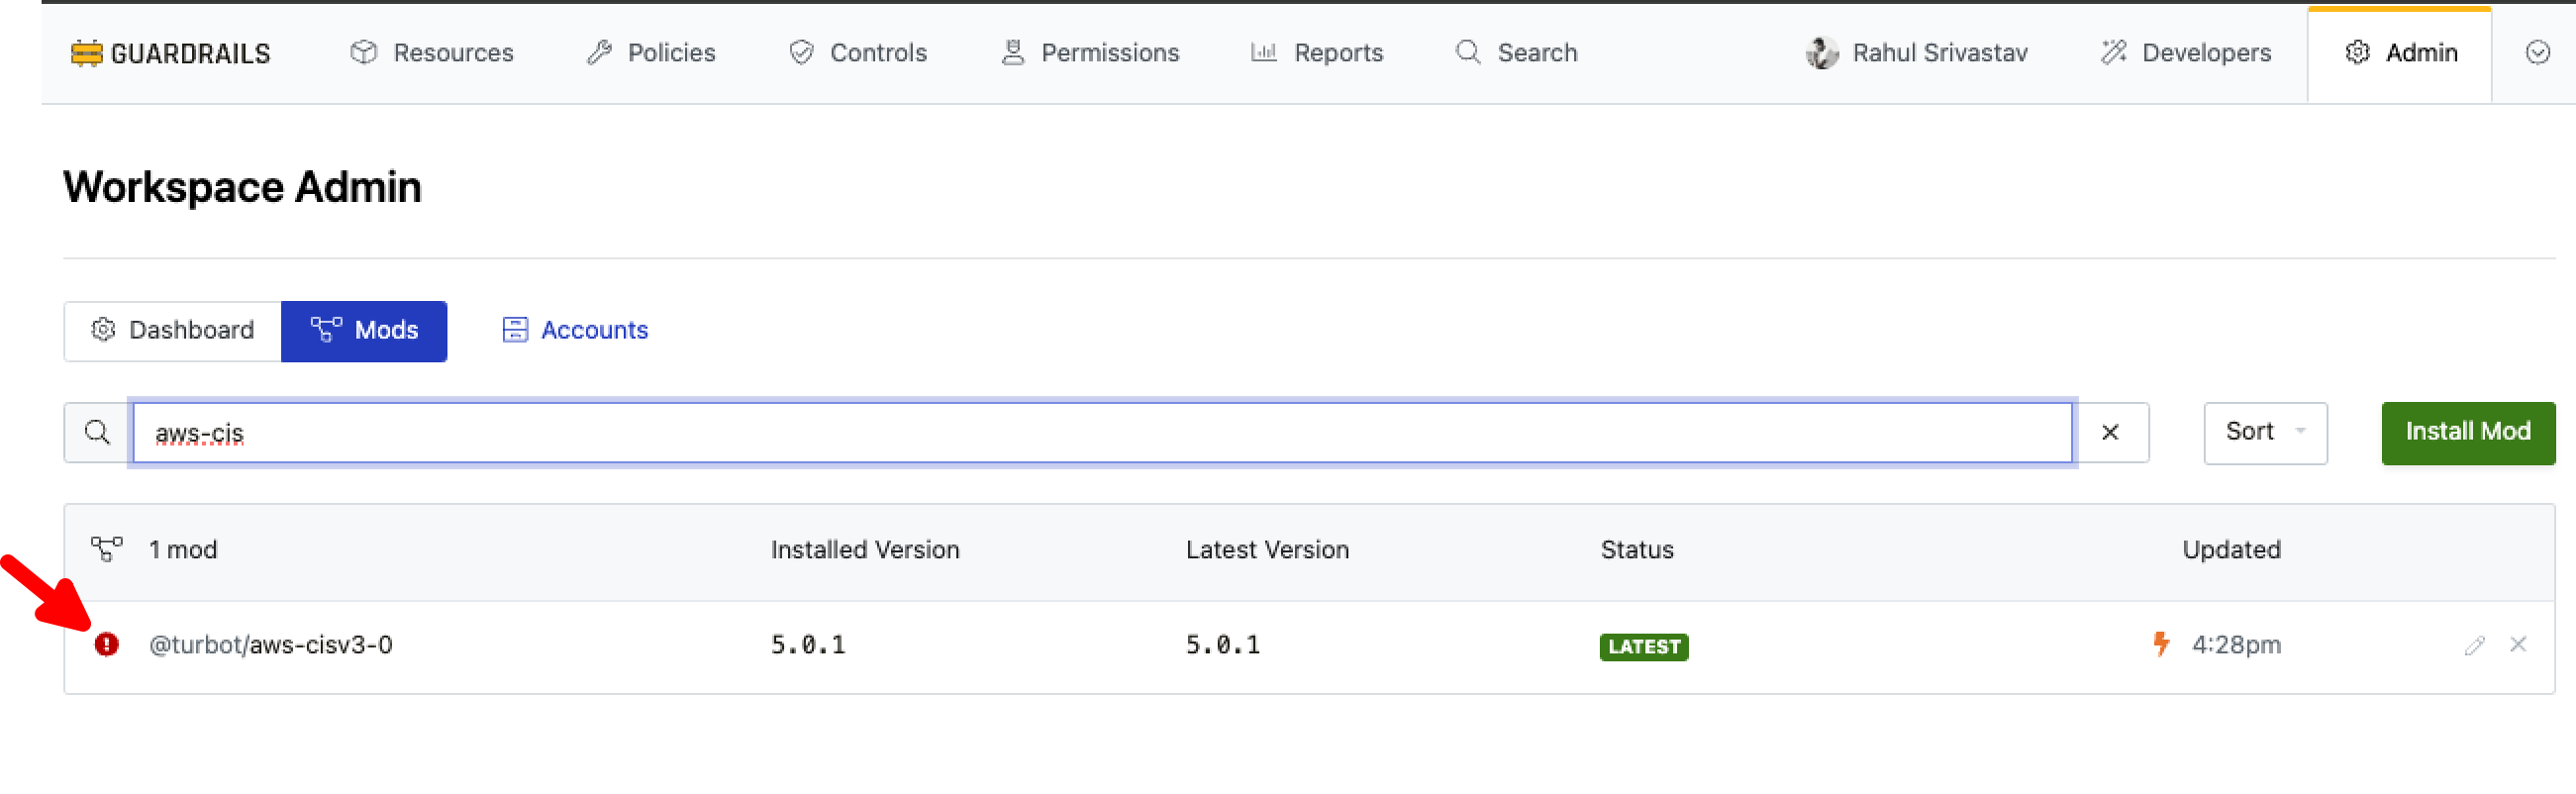 GUARDRAILS Resources Policies Controls Permissions Reports Search Rahul Srivastav Developers Admin
Workspace Admin
Dashboard Mods Accounts
aws-cis Sort Install Mod
1 mod Installed Version Latest Version Status Updated
@turbot/aws-cisv3-0 5.0.1 5.0.1 LATEST 4:28pm